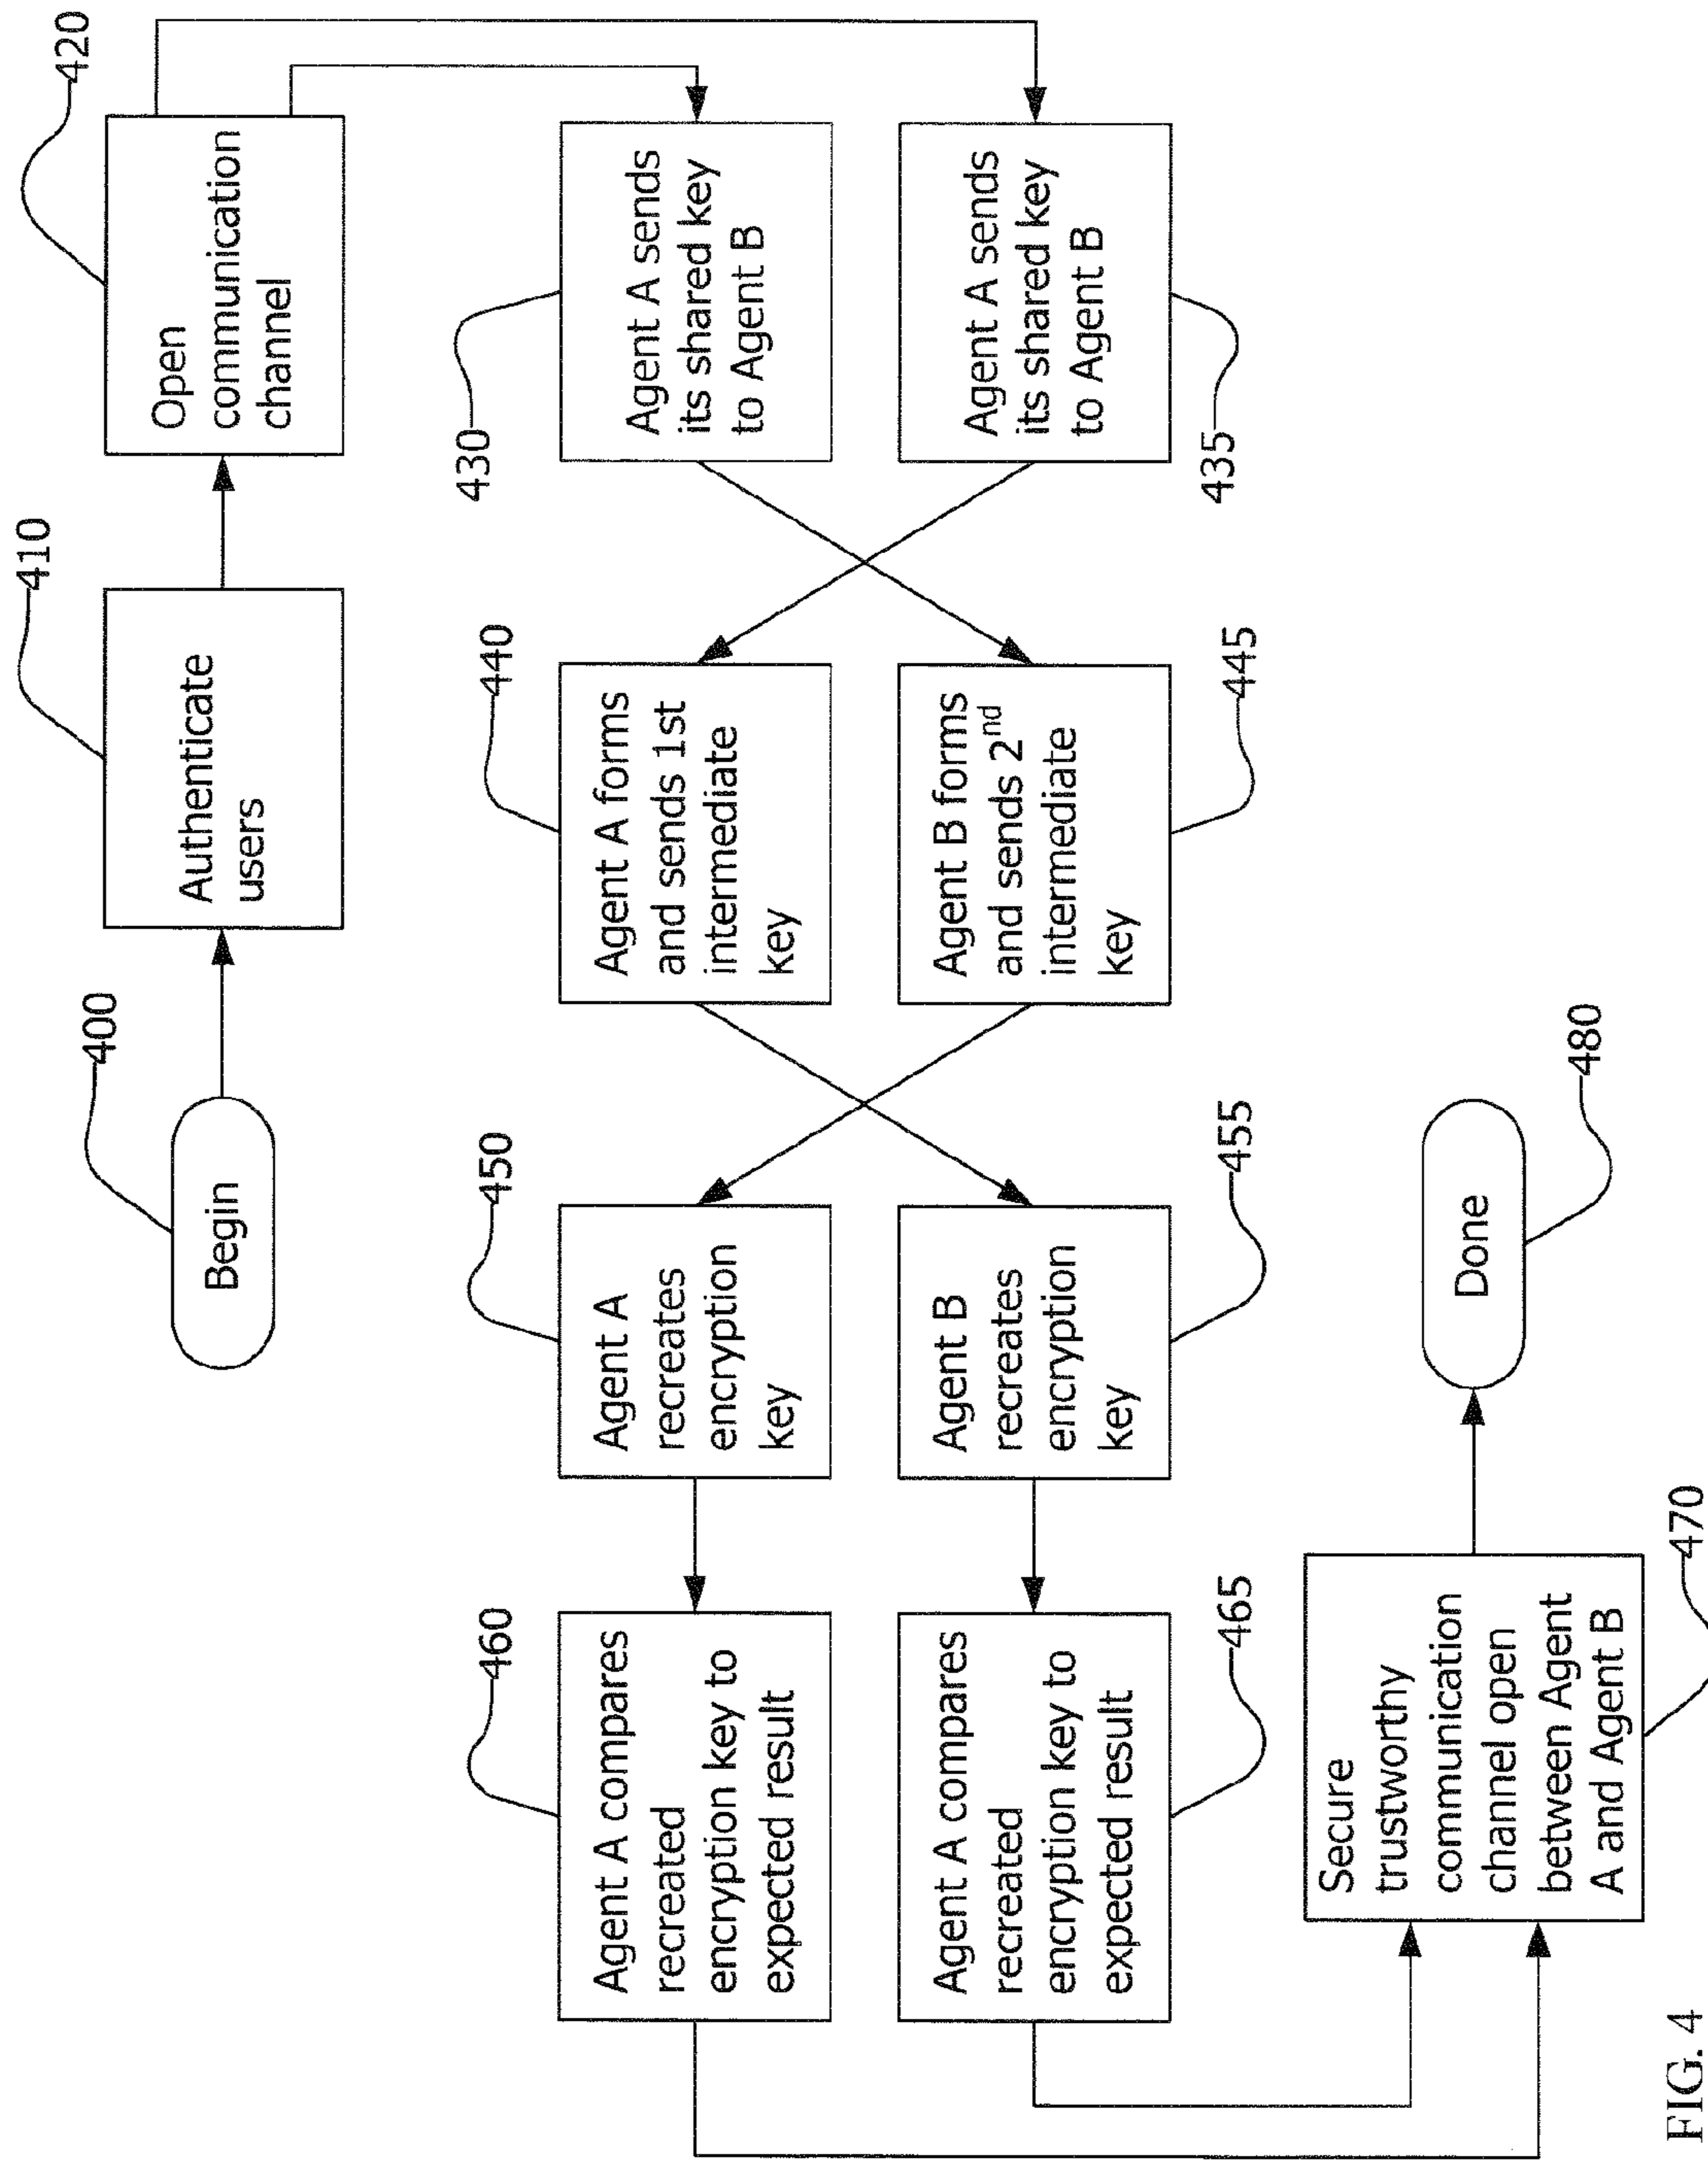 400
Begin
410
Authenticate
users
420
Open
communication
channel
430
Agent A sends
its shared key
to Agent B
435
Agent A sends
its shared key
to Agent B
440
Agent A forms
and sends 1st
intermediate
key
445
Agent B forms
and sends 2nd
intermediate
key
450
Agent A
recreates
encryption
key
455
Agent B
recreates
encryption
key
460
Agent A compares
recreated
encryption key to
expected result
465
Agent A compares
recreated
encryption key to
expected result
470
Secure
trustworthy
communication
channel open
between Agent
A and Agent B
480
Done
FIG. 4